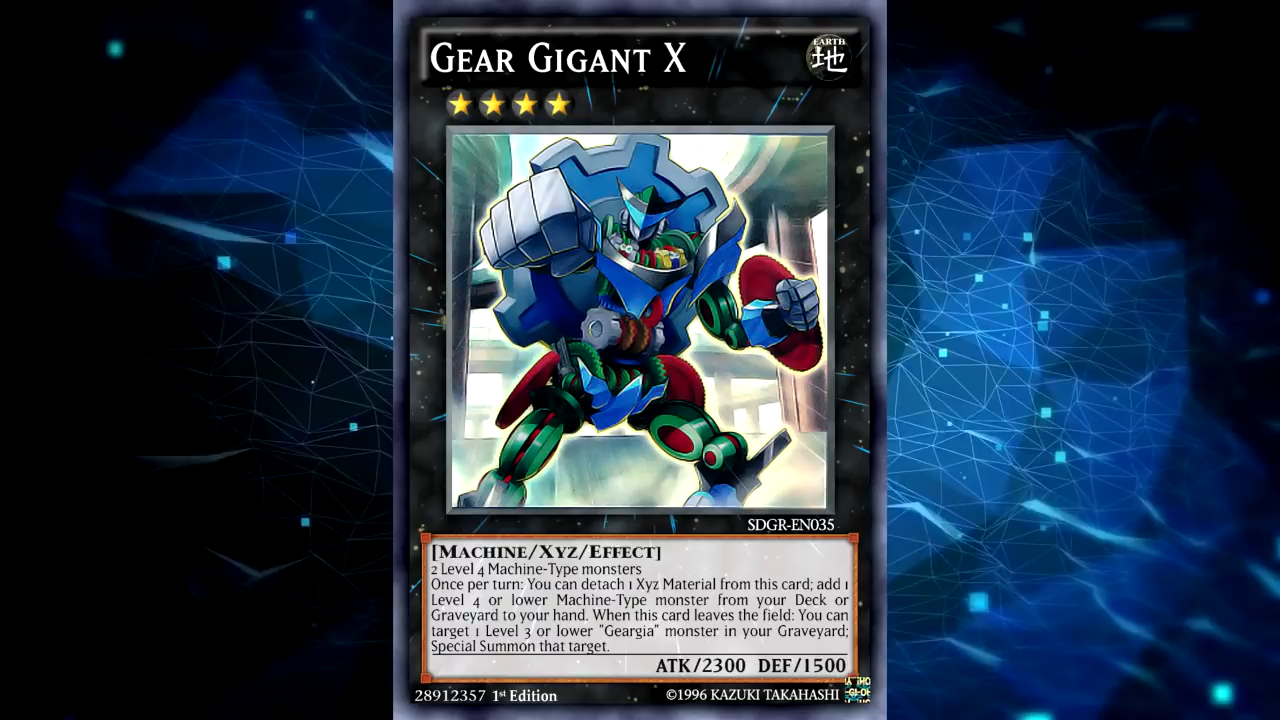 GEAR GIGANT X
EARTH
地
SDGR-EN035
[MACHINE/XYZ/EFFECT]
2 Level 4 Machine-Type monsters
Once per turn: You can detach 1 Xyz Material from this card; add 1
Level 4 or lower Machine-Type monster from your Deck or
Graveyard to your hand. When this card leaves the field: You can
target 1 Level 3 or lower "Geargia" monster in your Graveyard;
Special Summon that target.
ATK/2300 DEF/1500
28912357 1st Edition
©1996 KAZUKI TAKAHASHI